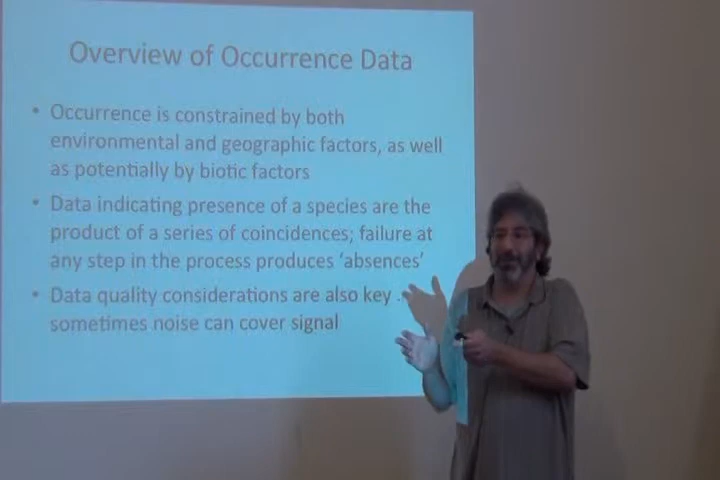 Overview of Occurrence Data
• Occurrence is constrained by both
environmental and geographic factors, as well
as potentially by biotic factors
• Data indicating presence of a species are the
product of a series of coincidences; failure at
any step in the process produces ‘absences’
• Data quality considerations are also key
sometimes noise can cover signal